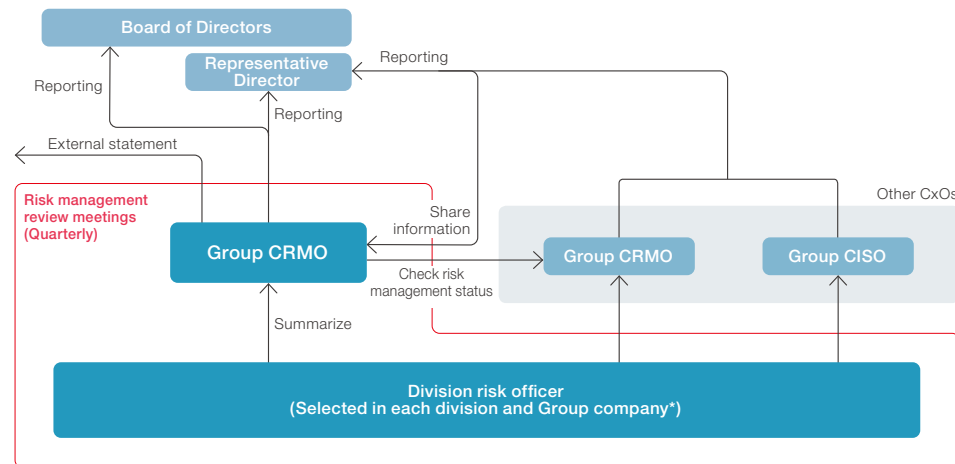 Board of Directors
Representative
Director
Reporting
Reporting
Reporting
External statement
Risk management
review meetings
(Quarterly)
Other CxOs
Share
information
Group CRMO
Group CRMO
Group CISO
Check risk
management status
Summarize
Division risk officer
(Selected in each division and Group company*)